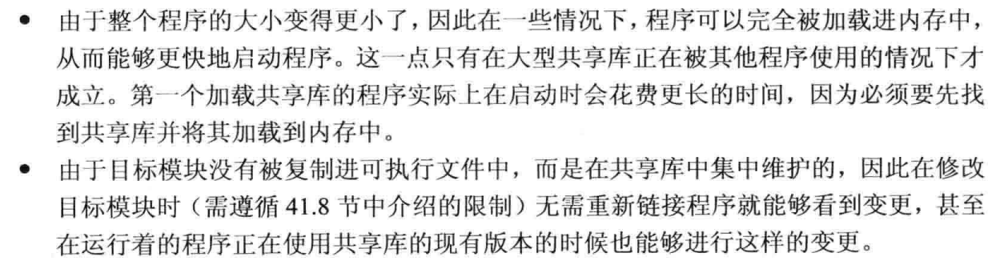 ● 由于整个程序的大小变得更小了，因此在一些情况下，程序可以完全被加载进内存中，
从而能够更快地启动程序。这一点只有在大型共享库正在被其他程序使用的情况下才
成立。第一个加载共享库的程序实际上在启动时会花费更长的时间，因为必须要先找
到共享库并将其加载到内存中。
● 由于目标模块没有被复制进可执行文件中，而是在共享库中集中维护的，因此在修改
目标模块时（需遵循 41.8 节中介绍的限制）无需重新链接程序就能够看到变更，甚至
在运行着的程序正在使用共享库的现有版本的时候也能够进行这样的变更。